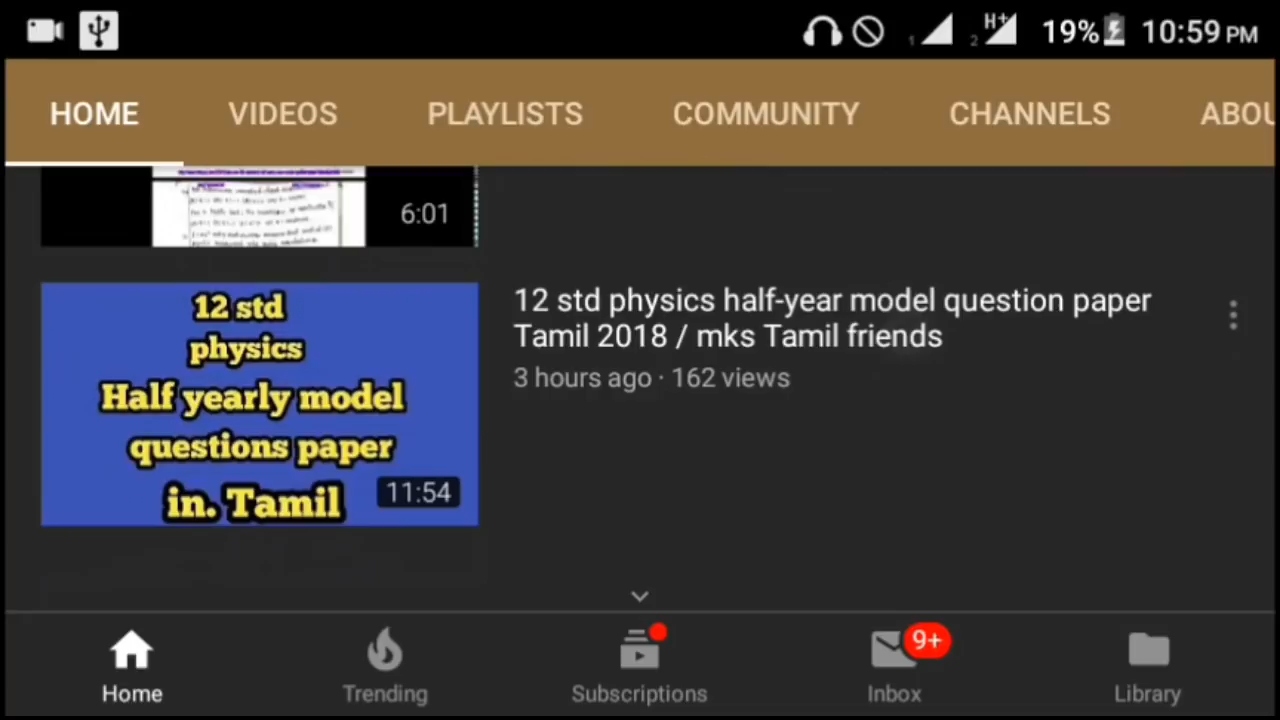 1 2 H+ 19% 10:59 PM
HOME VIDEOS PLAYLISTS COMMUNITY CHANNELS ABOU
6:01
12 std
physics
Half yearly model
questions paper
in. Tamil
11:54
12 std physics half-year model question paper
Tamil 2018 / mks Tamil friends
3 hours ago · 162 views
9+
Home Trending Subscriptions Inbox Library